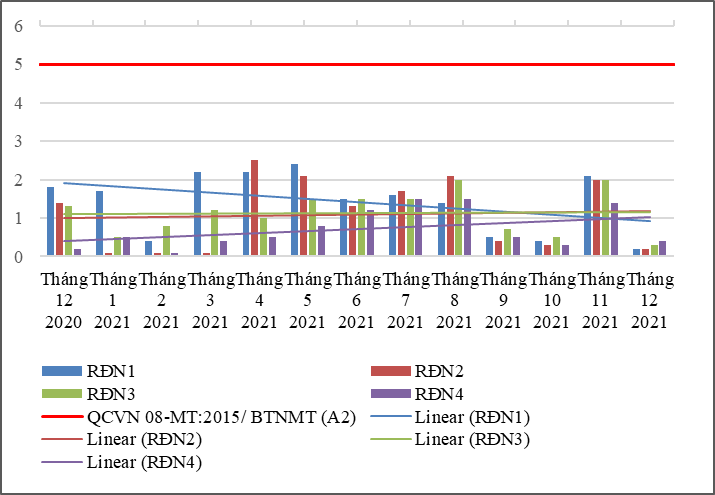 6
5
4
3
2
1
0
Tháng Tháng Tháng Tháng Tháng Tháng Tháng Tháng Tháng Tháng Tháng Tháng Tháng
12 1 2 3 4 5 6 7 8 9 10 11 12
2020 2021 2021 2021 2021 2021 2021 2021 2021 2021 2021 2021 2021
RĐN1 RĐN2
RĐN3 RĐN4
QCVN 08-MT:2015/ BTNMT (A2) Linear (RĐN1)
Linear (RĐN2) Linear (RĐN3)
Linear (RĐN4)